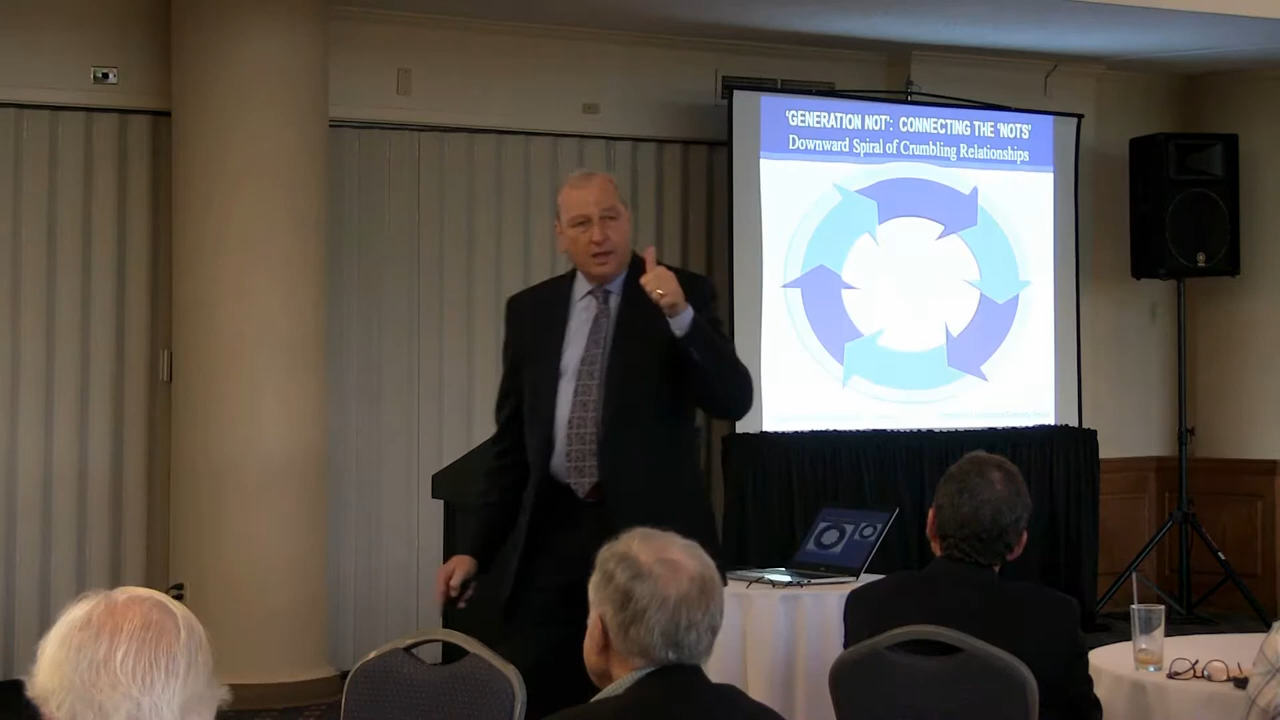 'GENERATION NOT': CONNECTING THE 'NOTS'
Downward Spiral of Crumbling Relationships